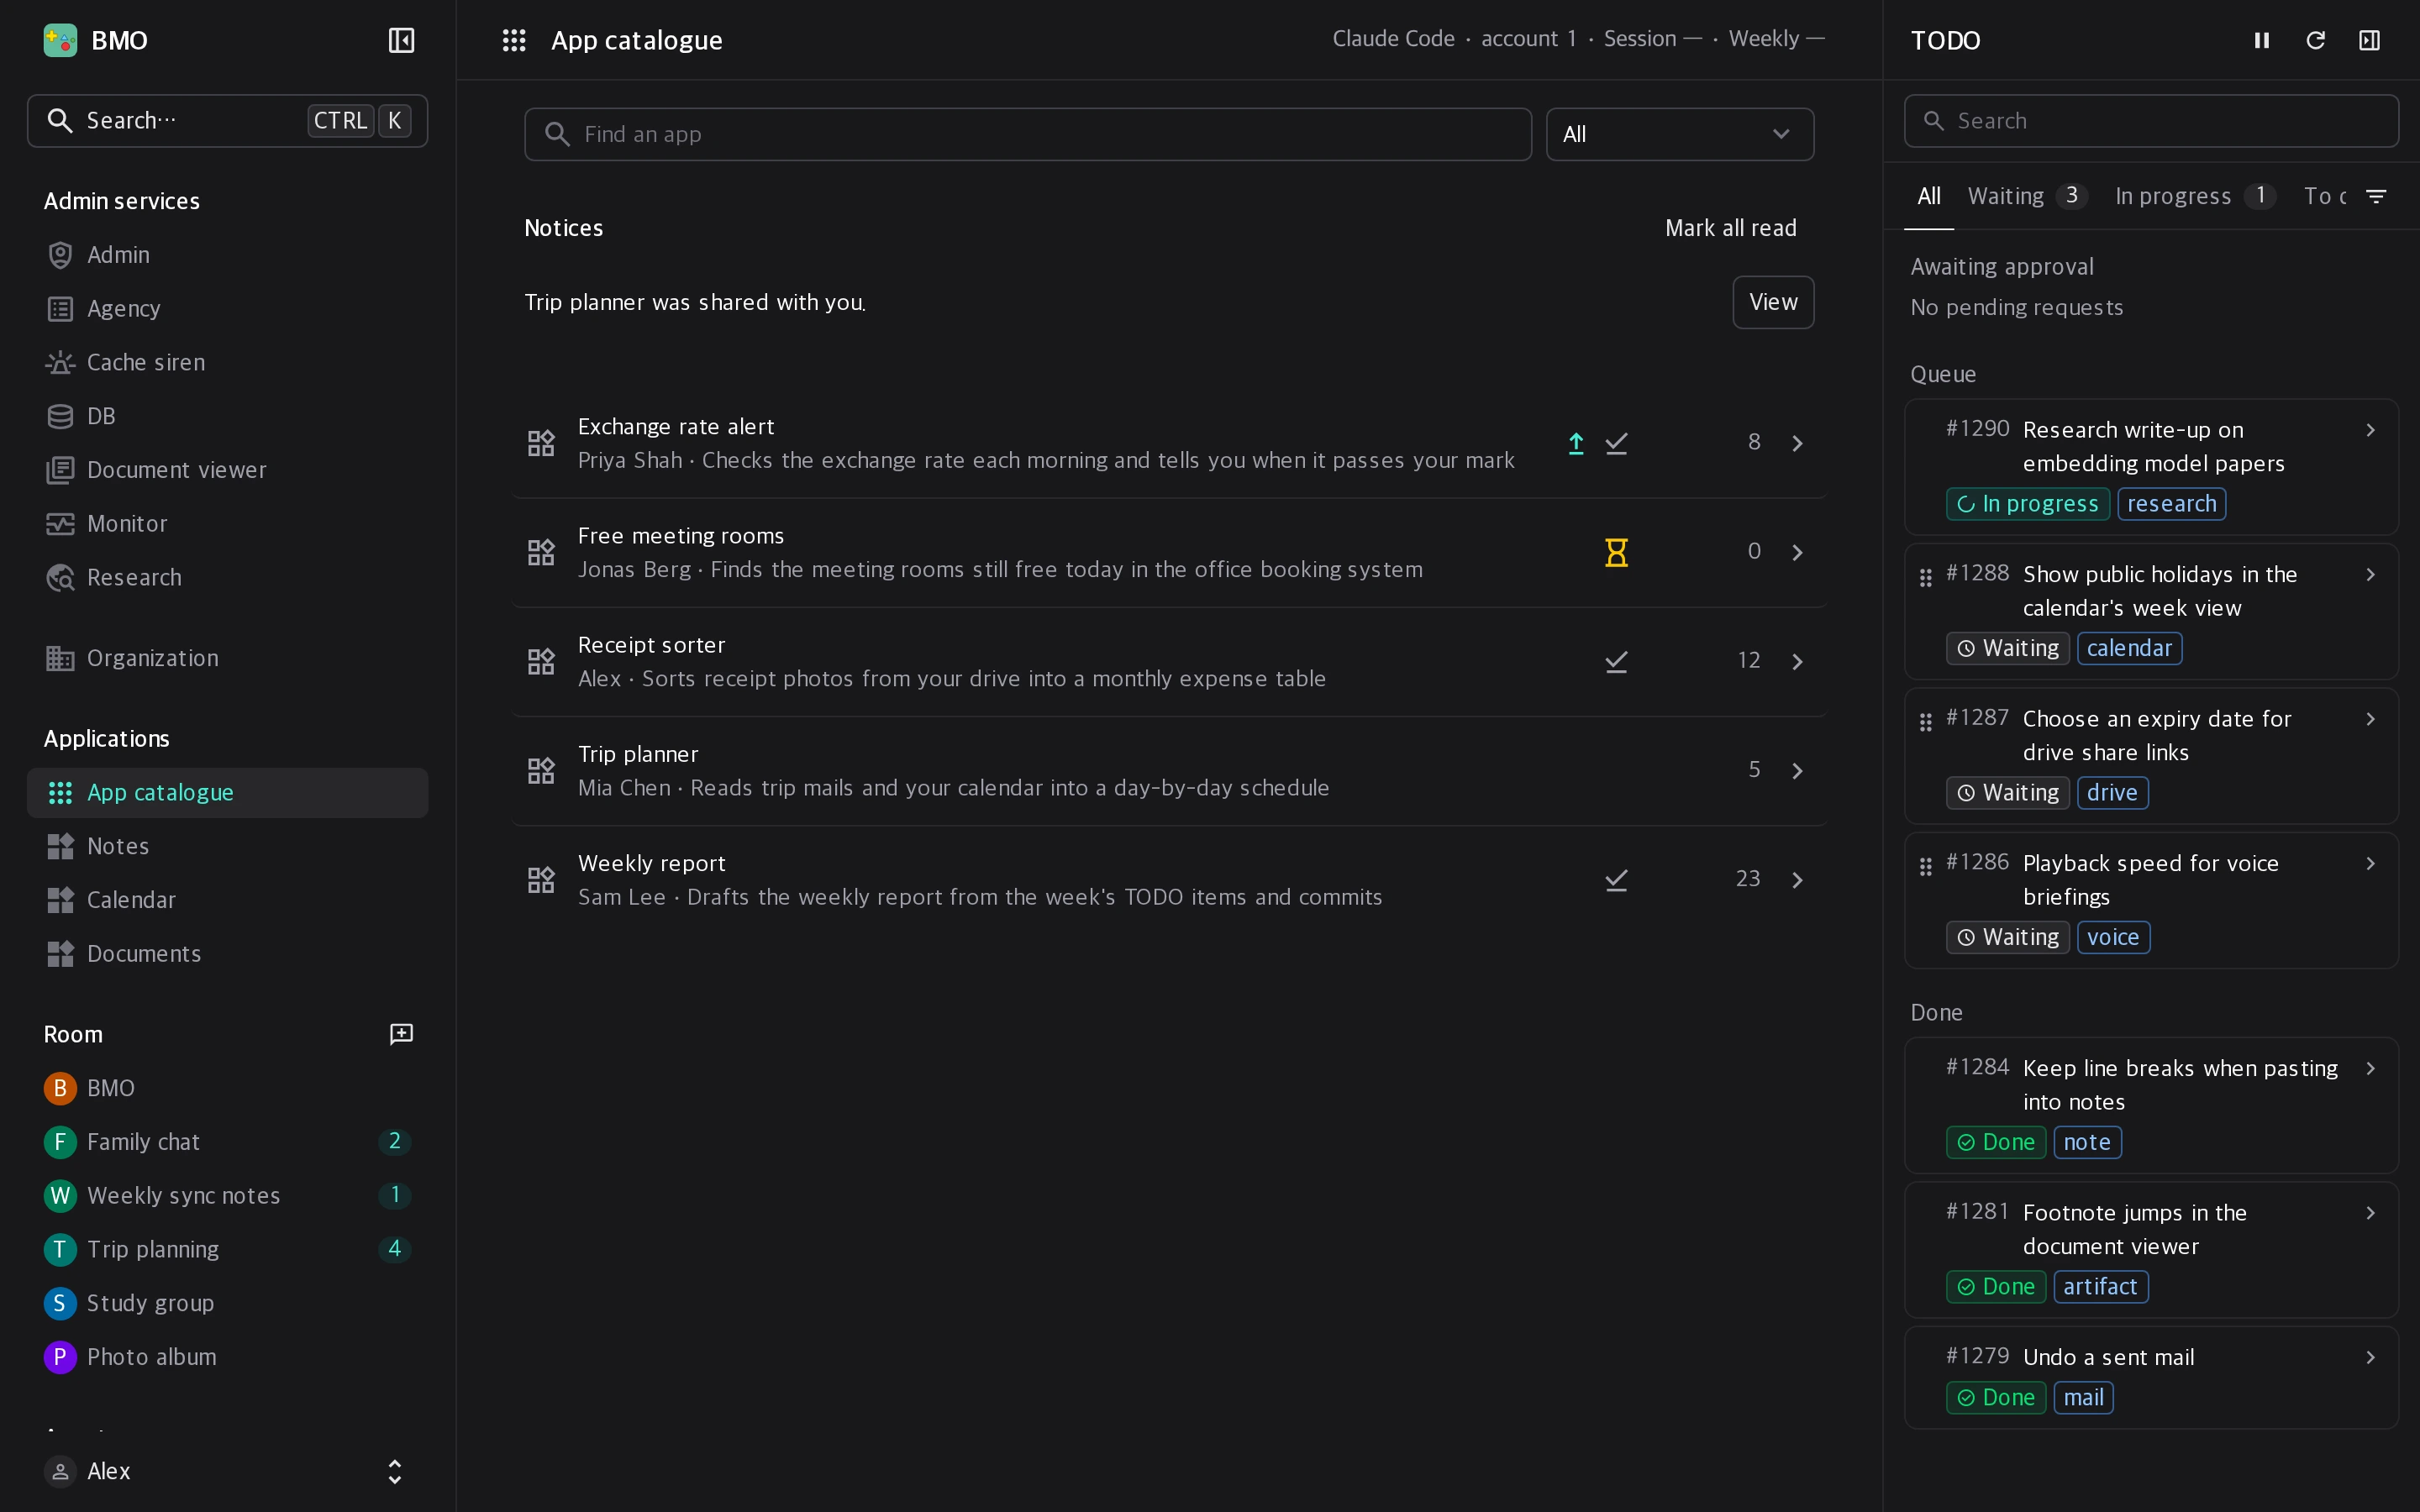 BMO
Search…
CTRL K
Admin services
Admin
Agency
Cache siren
DB
Document viewer
Monitor
Research
Organization
Applications
App catalogue
Notes
Calendar
Documents
Room
B BMO
F Family chat 2
W Weekly sync notes 1
T Trip planning 4
S Study group
P Photo album
Alex
App catalogue
Claude Code · account 1 · Session — · Weekly —
Find an app
All
Notices
Mark all read
Trip planner was shared with you.
View
Exchange rate alert
Priya Shah · Checks the exchange rate each morning and tells you when it passes your mark
8
Free meeting rooms
Jonas Berg · Finds the meeting rooms still free today in the office booking system
0
Receipt sorter
Alex · Sorts receipt photos from your drive into a monthly expense table
12
Trip planner
Mia Chen · Reads trip mails and your calendar into a day-by-day schedule
5
Weekly report
Sam Lee · Drafts the weekly report from the week's TODO items and commits
23
TODO
Search
All Waiting 3 In progress 1 To
Awaiting approval
No pending requests
Queue
#1290 Research write-up on
embedding model papers
In progress research
#1288 Show public holidays in the
calendar's week view
Waiting calendar
#1287 Choose an expiry date for
drive share links
Waiting drive
#1286 Playback speed for voice
briefings
Waiting voice
Done
#1284 Keep line breaks when pasting
into notes
Done note
#1281 Footnote jumps in the
document viewer
Done artifact
#1279 Undo a sent mail
Done mail